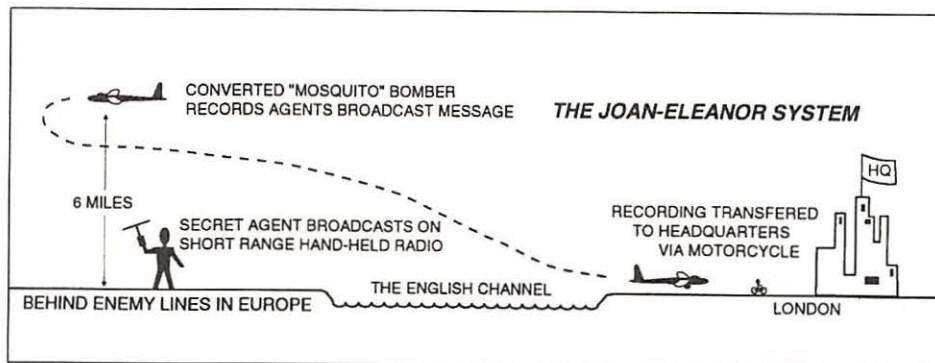 CONVERTED "MOSQUITO" BOMBER
RECORDS AGENTS BROADCAST MESSAGE
THE JOAN-ELEANOR SYSTEM
HQ
6 MILES
SECRET AGENT BROADCASTS ON
SHORT RANGE HAND-HELD RADIO
RECORDING TRANSFERED
TO HEADQUARTERS
VIA MOTORCYCLE
THE ENGLISH CHANNEL
BEHIND ENEMY LINES IN EUROPE
LONDON